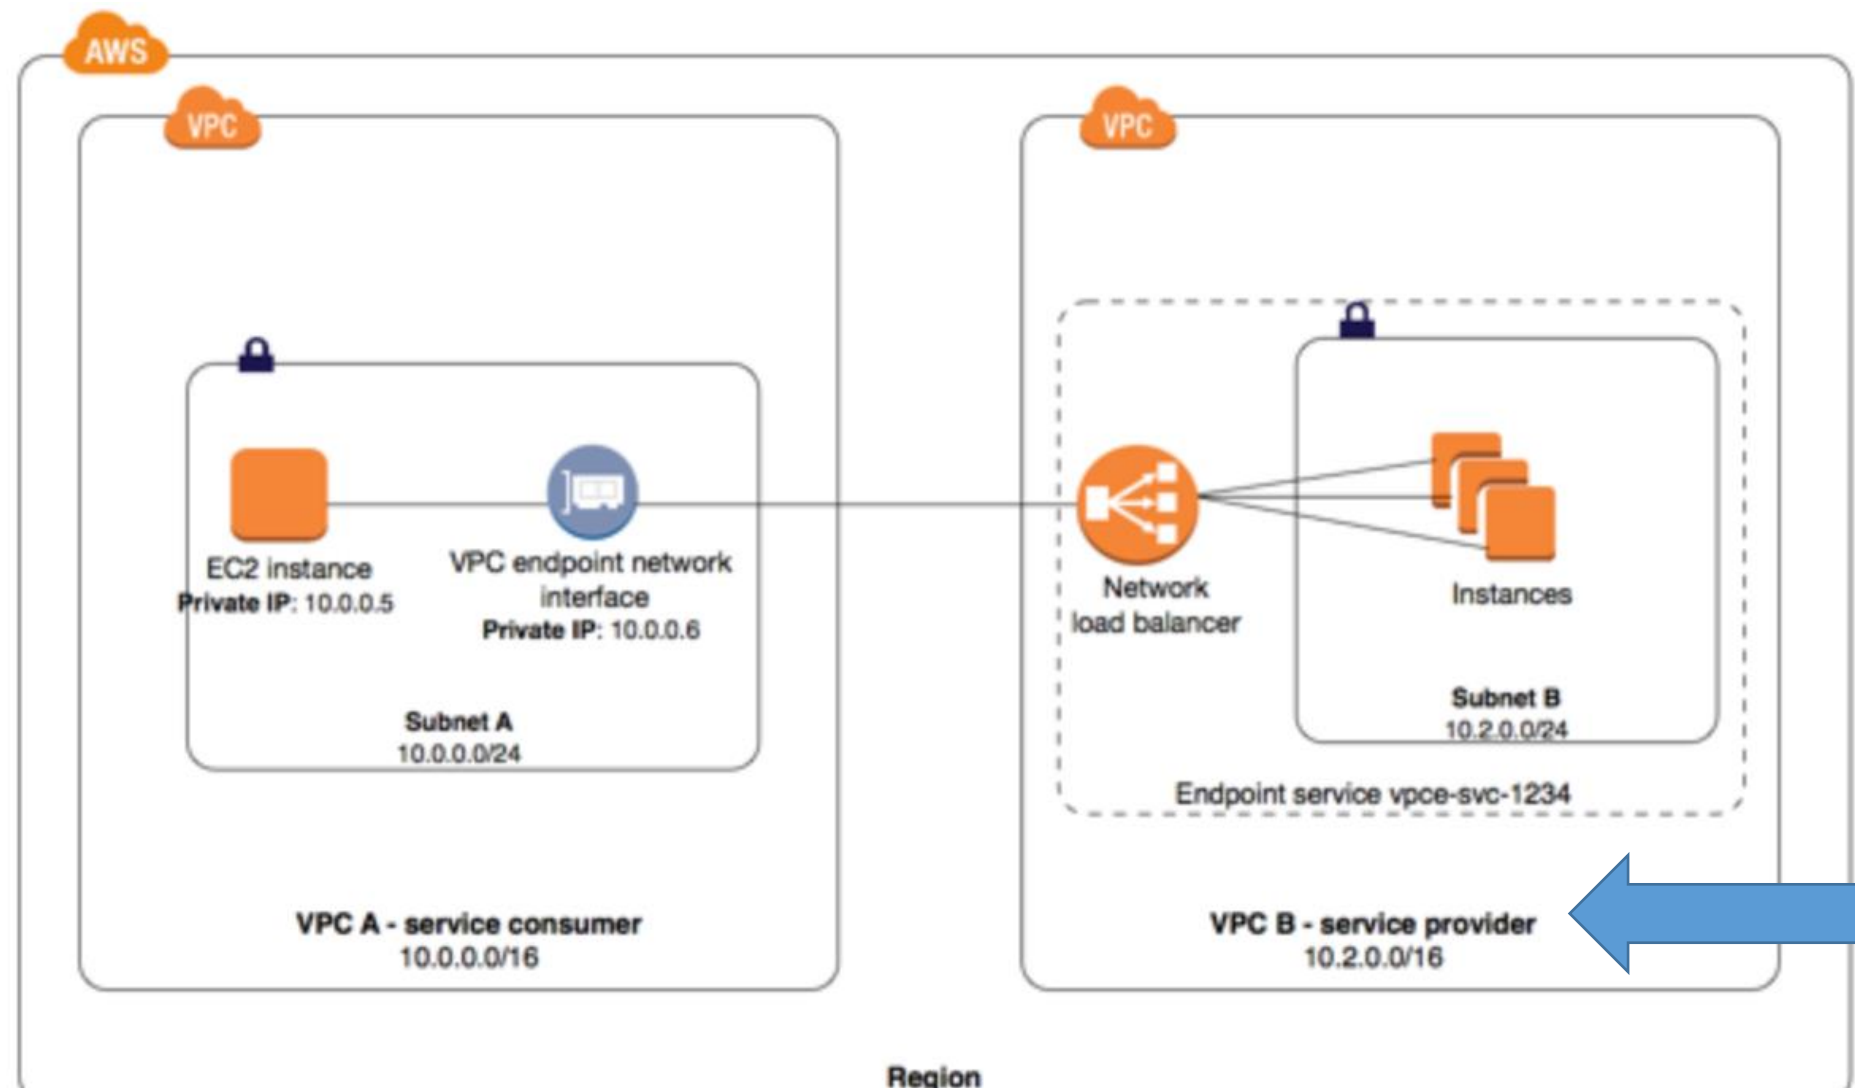 AWS
VPC
VPC
EC2 instance
Private IP: 10.0.0.5
VPC endpoint network
interface
Private IP: 10.0.0.6
Subnet A
10.0.0.0/24
VPC A - service consumer
10.0.0.0/16
Network
load balancer
Instances
Subnet B
10.2.0.0/24
Endpoint service vpce-svc-1234
VPC B - service provider
10.2.0.0/16
Region